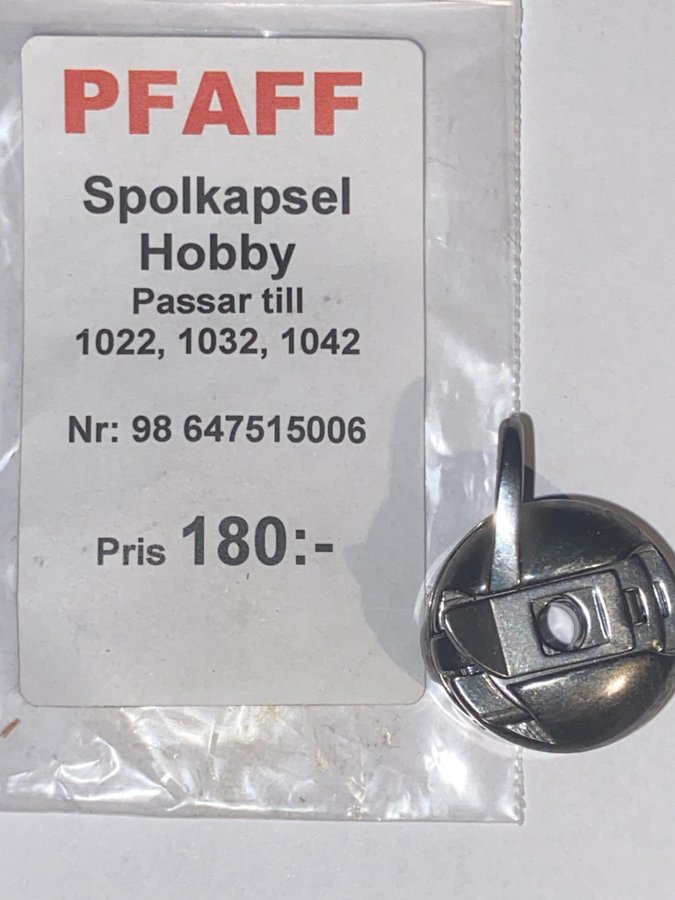 PFAFF
Spolkapsel
Hobby
Passar till
1022, 1032, 1042
Nr: 98 647515006
Pris 180:-